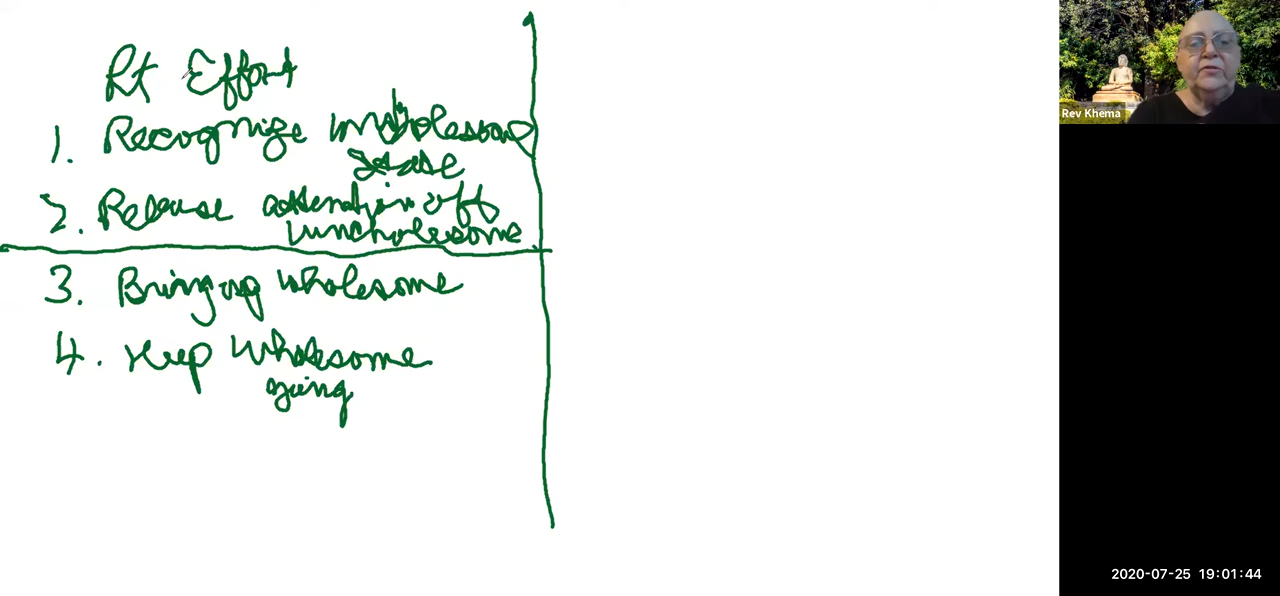 Rt Effort
1. Recognize unwholesome
state
2. Release attention off
unwholesome
3. Bring up wholesome
4. Keep wholesome
going
Rev Khema
2020-07-25 19:01:44